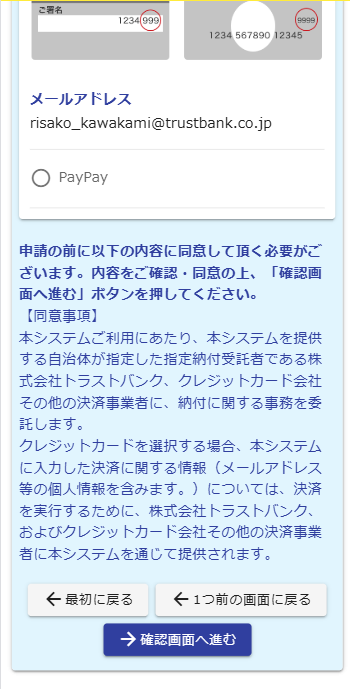 ご署名
1234 999
9999
1234 567890 12345
メールアドレス
risako_kawakami@trustbank.co.jp
PayPay
申請の前に以下の内容に同意して頂く必要がご
ざいます。内容をご確認・同意の上、「確認画
面へ進む」ボタンを押してください。
【同意事項】
本システムご利用にあたり、本システムを提供
する自治体が指定した指定納付受託者である株
式会社トラストバンク、クレジットカード会社
その他の決済事業者に、納付に関する事務を委
託します。
クレジットカードを選択する場合、本システム
に入力した決済に関する情報（メールアドレス
等の個人情報を含みます。）については、決済
を実行するために、株式会社トラストバンク、
およびクレジットカード会社その他の決済事業
者に本システムを通じて提供されます。
最初に戻る
1つ前の画面に戻る
確認画面へ進む